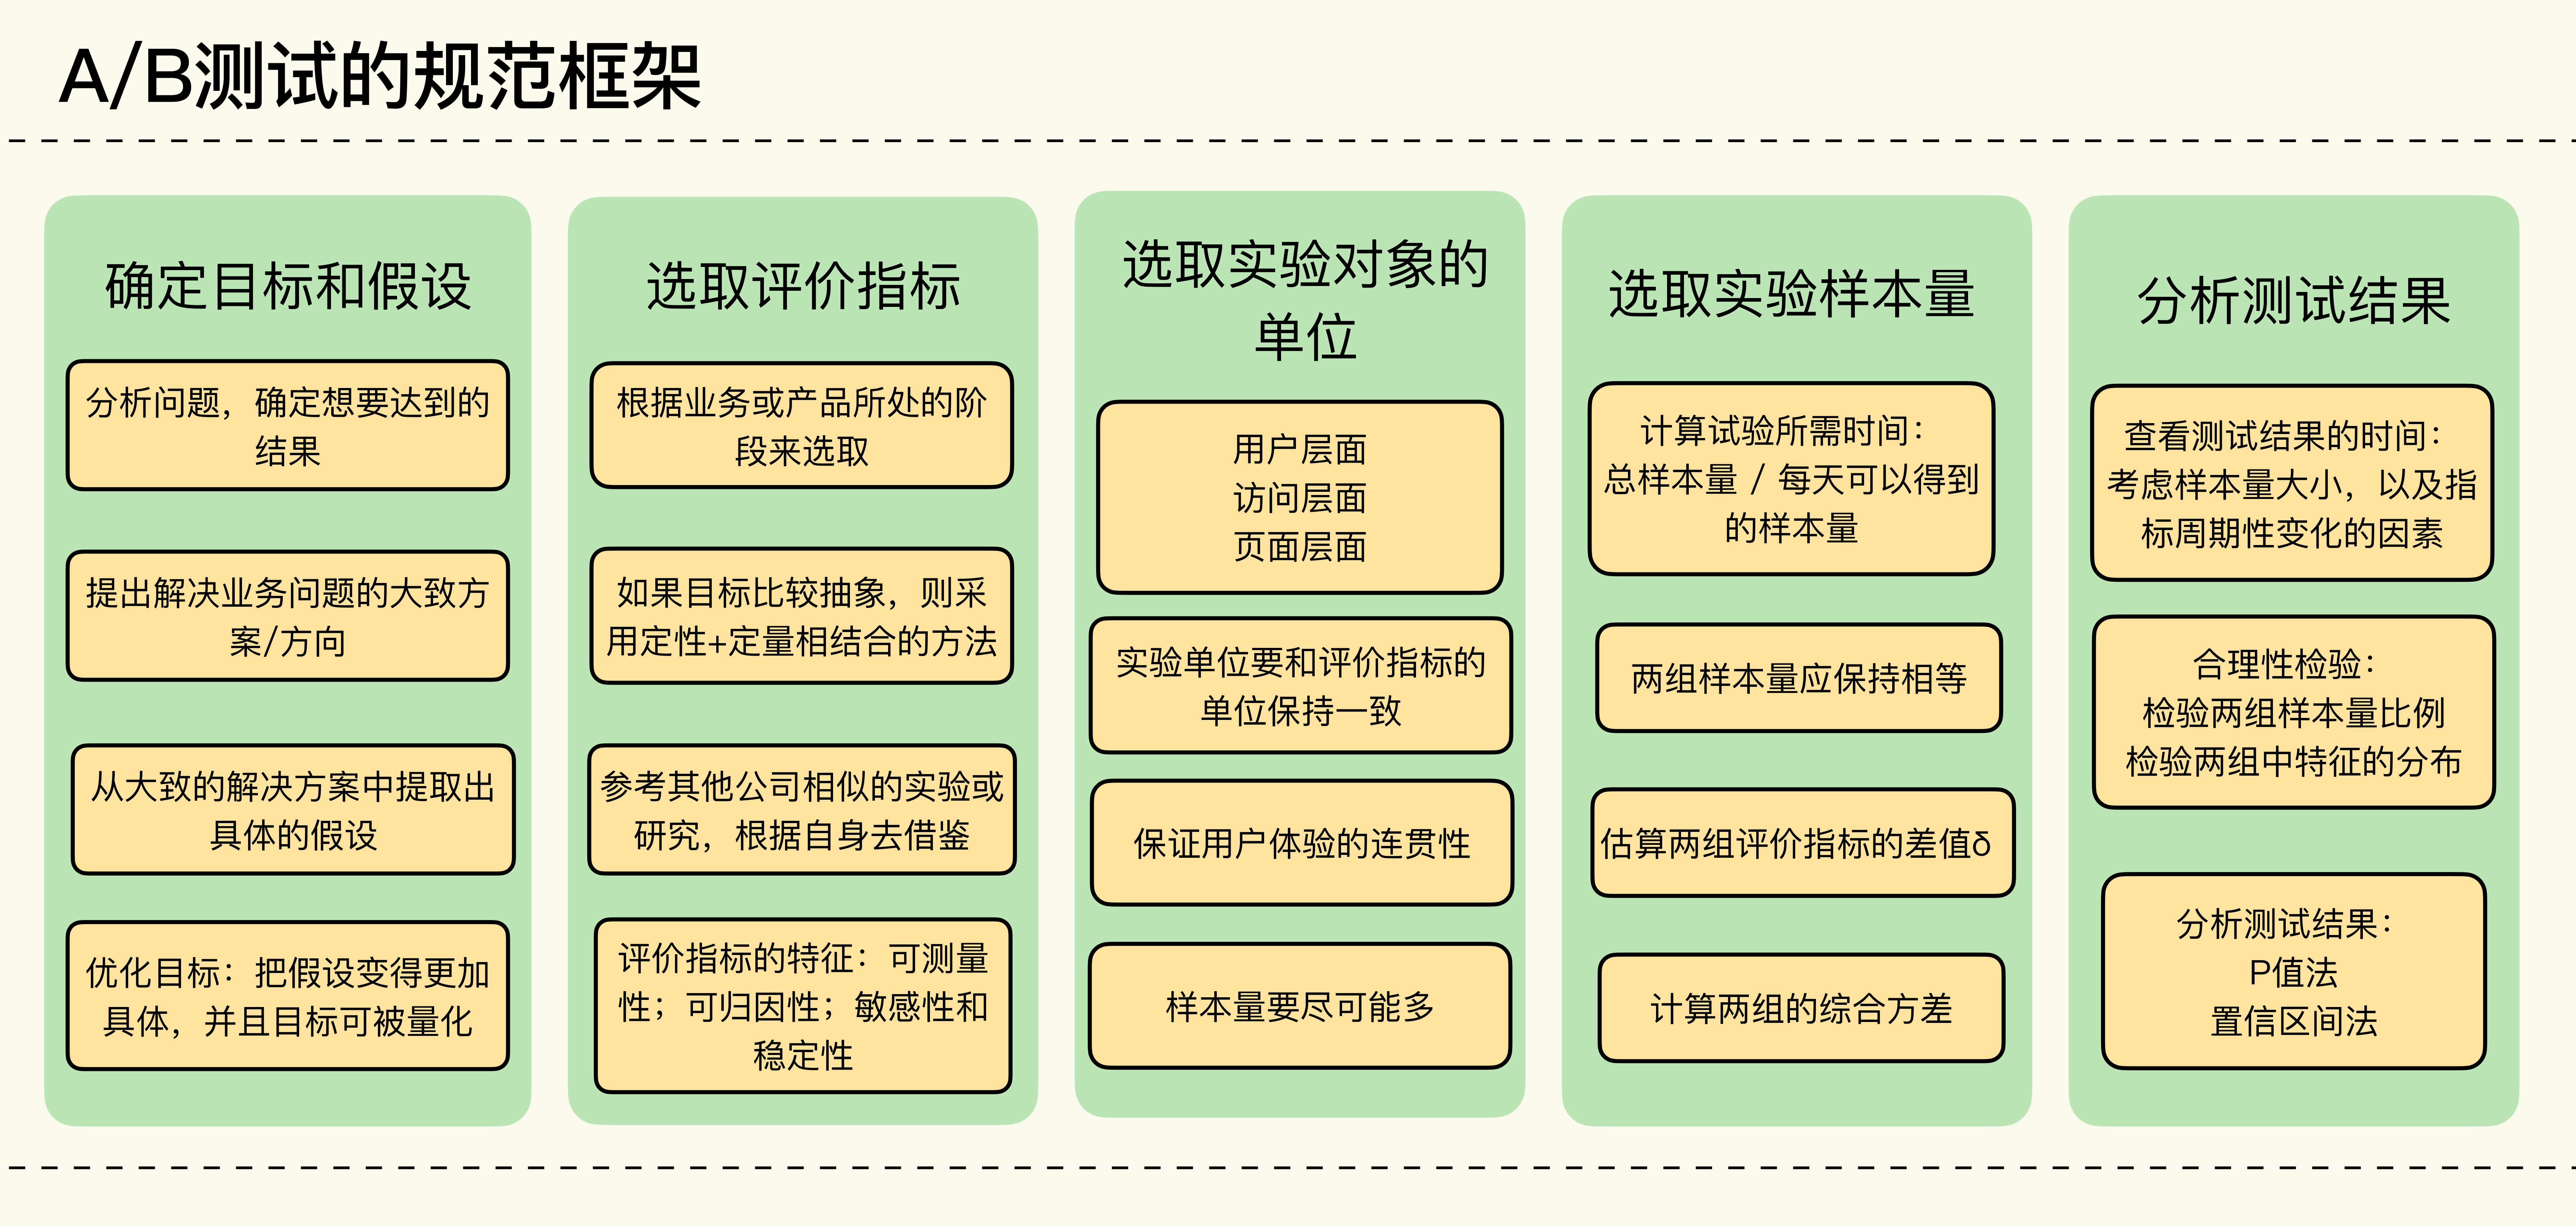 A/B测试的规范框架
确定目标和假设
分析问题，确定想要达到的
结果
提出解决业务问题的大致方
案/方向
从大致的解决方案中提取出
具体的假设
优化目标：把假设变得更加
具体，并且目标可被量化
选取评价指标
根据业务或产品所处的阶
段来选取
如果目标比较抽象，则采
用定性+定量相结合的方法
参考其他公司相似的实验或
研究，根据自身去借鉴
评价指标的特征：可测量
性；可归因性；敏感性和
稳定性
选取实验对象的
单位
用户层面
访问层面
页面层面
实验单位要和评价指标的
单位保持一致
保证用户体验的连贯性
样本量要尽可能多
选取实验样本量
计算试验所需时间：
总样本量 / 每天可以得到
的样本量
两组样本量应保持相等
估算两组评价指标的差值δ
计算两组的综合方差
分析测试结果
查看测试结果的时间：
考虑样本量大小，以及指
标周期性变化的因素
合理性检验：
检验两组样本量比例
检验两组中特征的分布
分析测试结果：
P值法
置信区间法